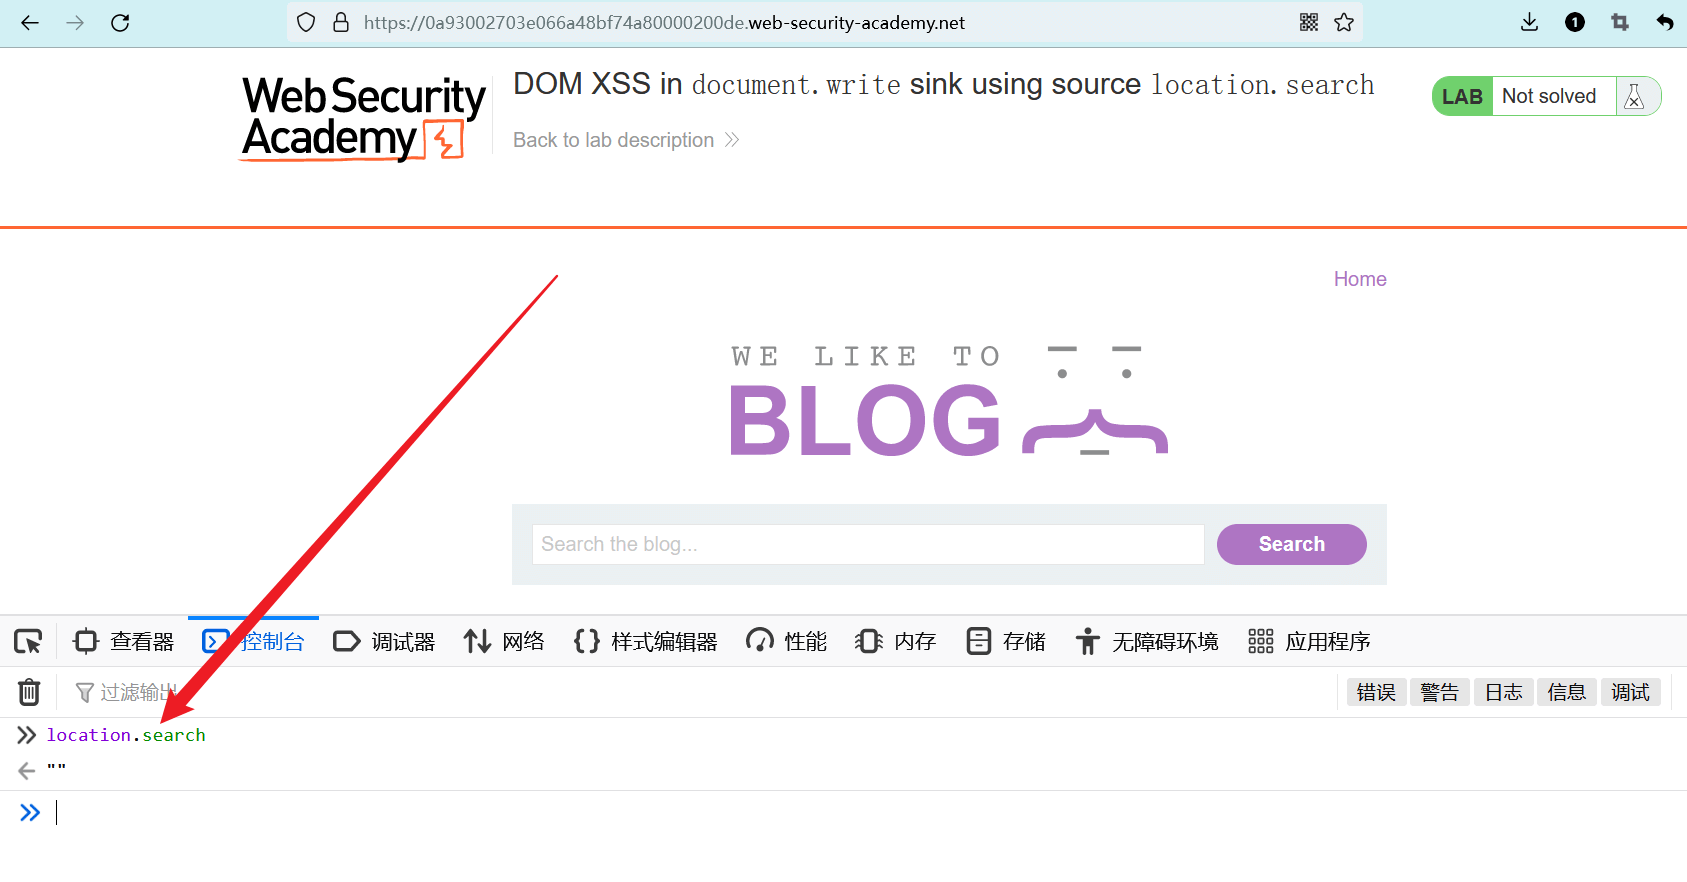 https://0a93002703e066a48bf74a80000200de.web-security-academy.net
1
Web Security
Academy
DOM XSS in document.write sink using source location.search
Back to lab description
LAB Not solved
Home
WE LIKE TO
BLOG
Search the blog...
Search
查看器 控制台 调试器 网络 样式编辑器 性能 内存 存储 无障碍环境 应用程序
过滤输出
错误 警告 日志 信息 调试
location.search
""